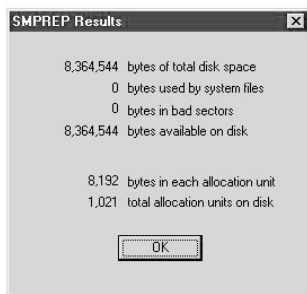 SMPREP Results
8,364,544 bytes of total disk space
0 bytes used by system files
0 bytes in bad sectors
8,364,544 bytes available on disk
8,192 bytes in each allocation unit
1,021 total allocation units on disk
OK